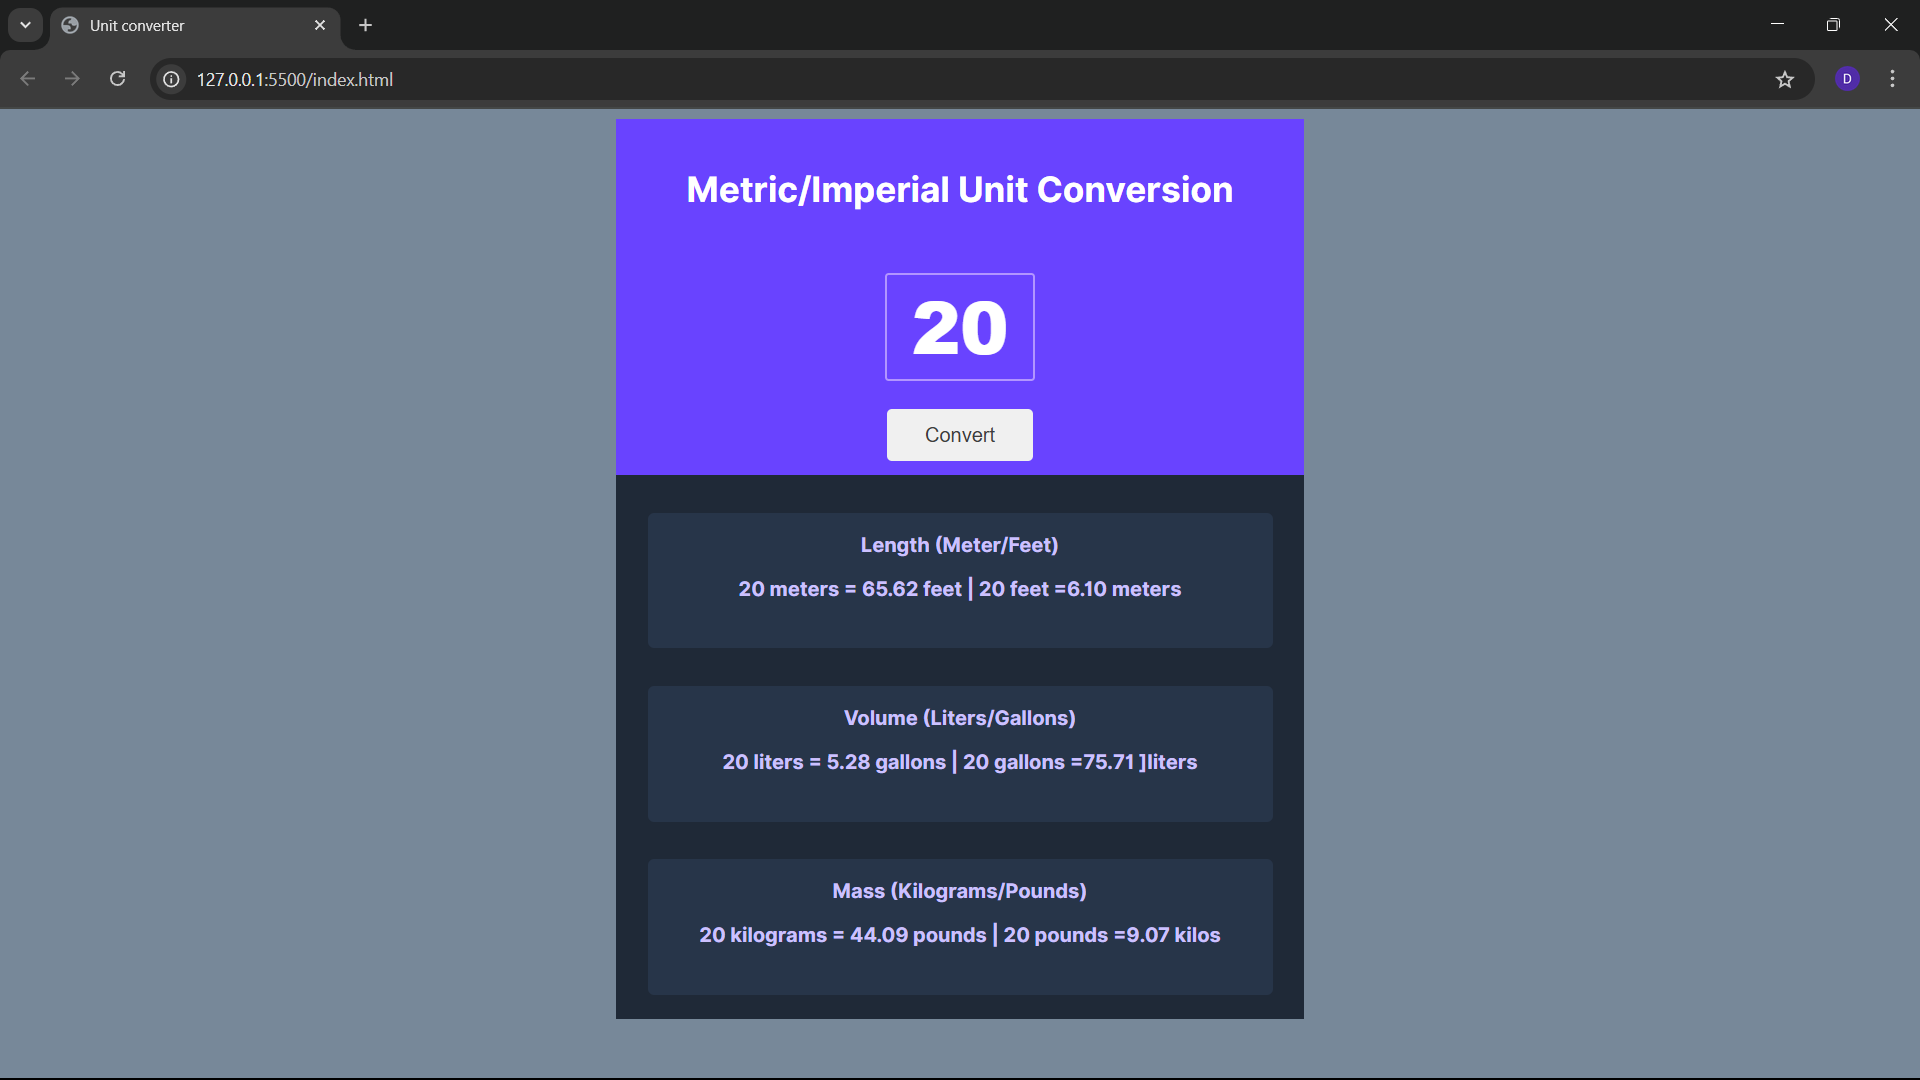 Unit converter
127.0.0.1:5500/index.html
D
Metric/Imperial Unit Conversion
20
Convert
Length (Meter/Feet)
20 meters = 65.62 feet | 20 feet =6.10 meters
Volume (Liters/Gallons)
20 liters = 5.28 gallons | 20 gallons =75.71 ]liters
Mass (Kilograms/Pounds)
20 kilograms = 44.09 pounds | 20 pounds =9.07 kilos